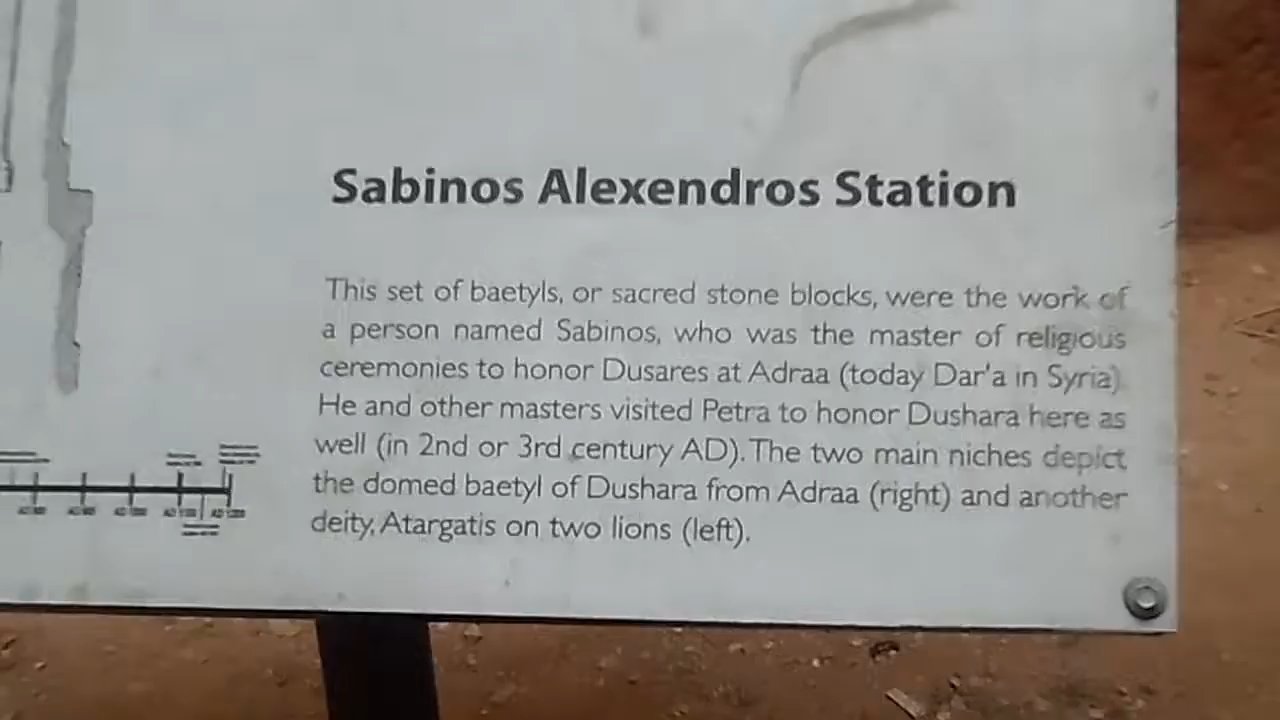 Sabinos Alexendros Station
This set of baetyls, or sacred stone blocks, were the work of
a person named Sabinos, who was the master of religious
ceremonies to honor Dusares at Adraa (today Dar'a in Syria).
He and other masters visited Petra to honor Dushara here as
well (in 2nd or 3rd century AD). The two main niches depict
the domed baetyl of Dushara from Adraa (right) and another
deity, Atargatis on two lions (left).